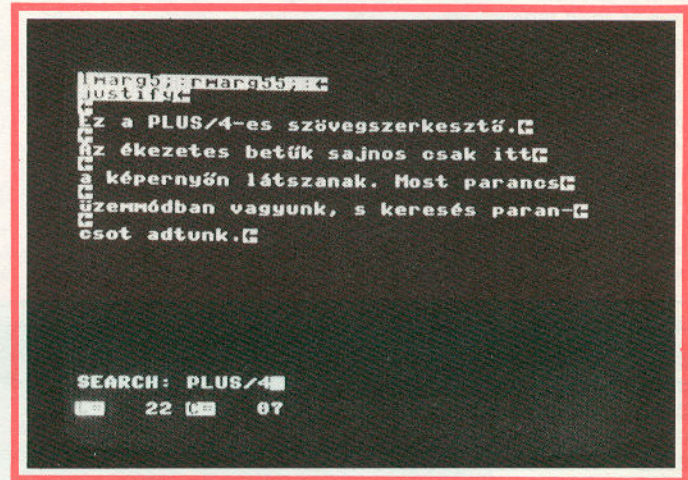 lmarg5;:rmarg55;:←
justify←
←
Ez a PLUS/4-es szövegszerkesztő.
Az ékezetes betűk sajnos csak itt
a képernyőn látszanak. Most parancs
üzemmódban vagyunk, s keresés paran-
csot adtunk.
SEARCH: PLUS/4
L= 22 C= 07